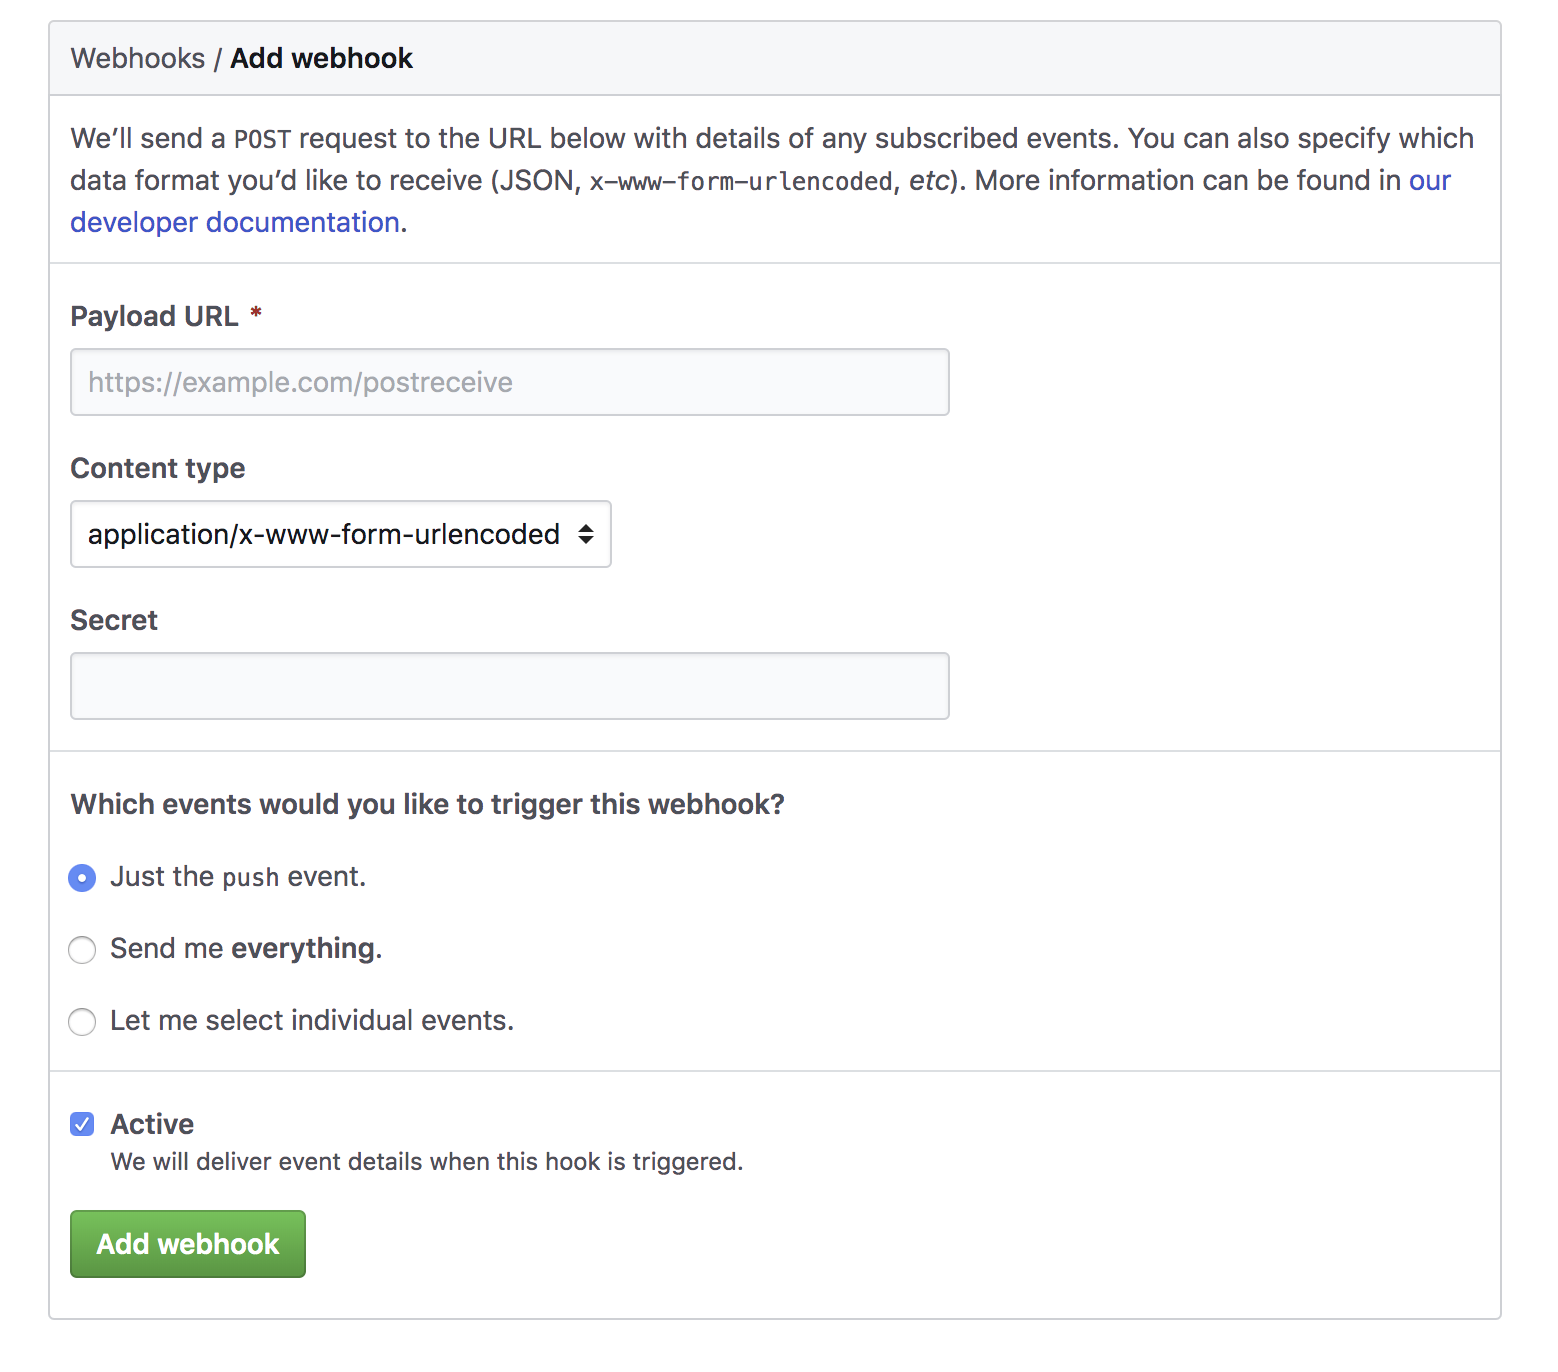 Webhooks / Add webhook
We’ll send a POST request to the URL below with details of any subscribed events. You can also specify which
data format you’d like to receive (JSON, x-www-form-urlencoded, etc). More information can be found in our
developer documentation.
Payload URL *
https://example.com/postreceive
Content type
application/x-www-form-urlencoded
Secret
Which events would you like to trigger this webhook?
Just the push event.
Send me everything.
Let me select individual events.
Active
We will deliver event details when this hook is triggered.
Add webhook